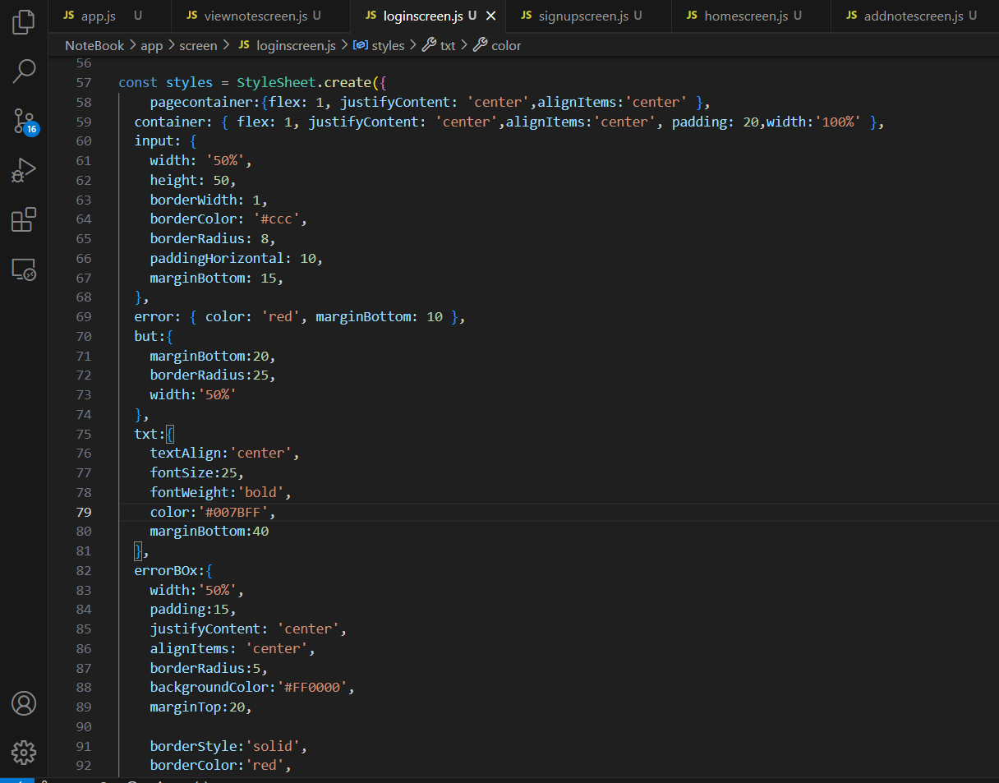 JS app.js U JS viewnotescreen.js U JS loginscreen.js U JS signupscreen.js U JS homescreen.js U JS addnotescreen.js U
NoteBook > app > screen > JS loginscreen.js > styles > txt > color
56
57 const styles = StyleSheet.create({
58 pagecontainer:{flex: 1, justifyContent: 'center',alignItems:'center' },
59 container: { flex: 1, justifyContent: 'center',alignItems:'center', padding: 20,width:'100%' },
60 input: {
61 width: '50%',
62 height: 50,
63 borderWidth: 1,
64 borderColor: '#ccc',
65 borderRadius: 8,
66 paddingHorizontal: 10,
67 marginBottom: 15,
68 },
69 error: { color: 'red', marginBottom: 10 },
70 but:{
71 marginBottom:20,
72 borderRadius:25,
73 width:'50%'
74 },
75 txt:{
76 textAlign:'center',
77 fontSize:25,
78 fontWeight:'bold',
79 color:'#007BFF',
80 marginBottom:40
81 },
82 errorBOx:{
83 width:'50%',
84 padding:15,
85 justifyContent: 'center',
86 alignItems: 'center',
87 borderRadius:5,
88 backgroundColor:'#FF0000',
89 marginTop:20,
90
91 borderStyle:'solid',
92 borderColor:'red',
16